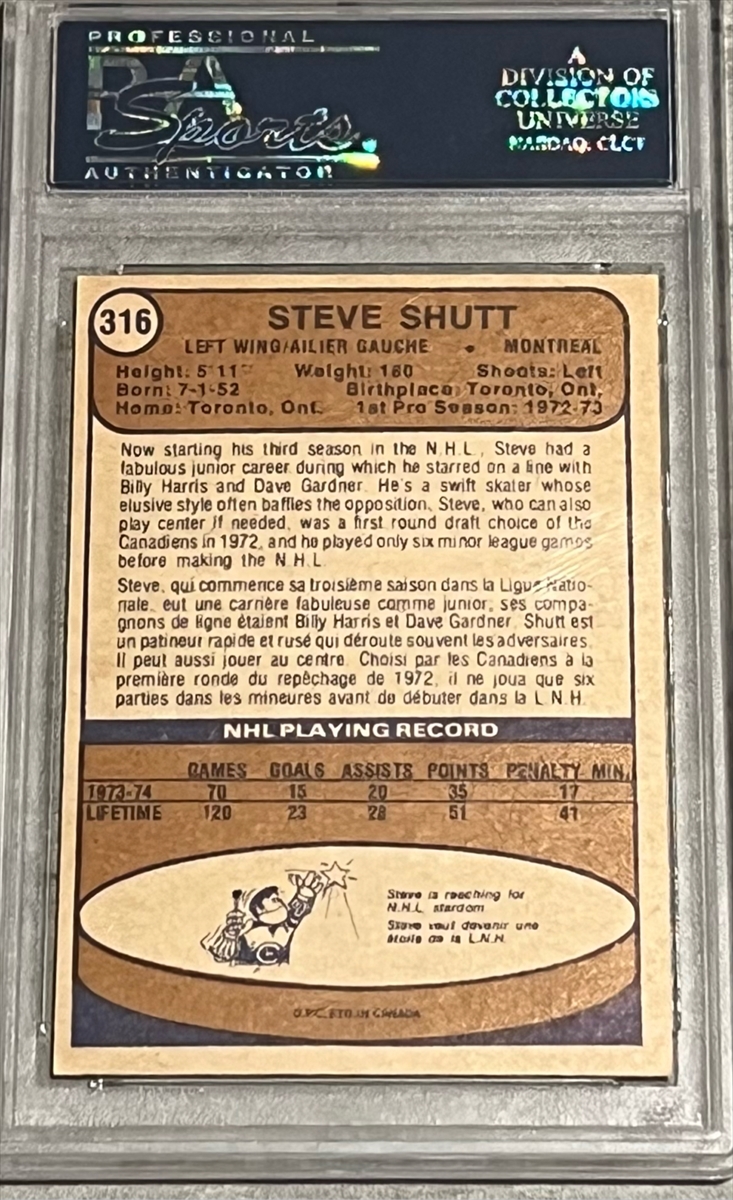 PROFESSIONAL
PSA
Sports
AUTHENTICATOR
A
DIVISION OF
COLLECTORS
UNIVERSE
NASDAQ: CLCT
316
STEVE SHUTT
LEFT WING/AILIER GAUCHE • MONTREAL
Height: 5'11" Weight: 180 Shoots: Left
Born: 7-1-52 Birthplace: Toronto, Ont.
Home: Toronto, Ont. 1st Pro Season: 1972-73
Now starting his third season in the N.H.L., Steve had a
fabulous junior career during which he starred on a line with
Billy Harris and Dave Gardner. He's a swift skater whose
elusive style often baffles the opposition. Steve, who can also
play center if needed, was a first round draft choice of the
Canadiens in 1972, and he played only six minor league games
before making the N.H.L.
Steve, qui commence sa troisième saison dans la Ligue Natio-
nale, eut une carrière fabuleuse comme junior, ses compa-
gnons de ligne étaient Billy Harris et Dave Gardner. Shutt est
un patineur rapide et rusé qui déroute souvent les adversaires.
Il peut aussi jouer au centre. Choisi par les Canadiens à la
première ronde du repêchage de 1972, il ne joua que six
parties dans les mineures avant de débuter dans la L.N.H.
NHL PLAYING RECORD
GAMES GOALS ASSISTS POINTS PENALTY MIN.
1973-74 70 15 20 35 17
LIFETIME 120 23 28 51 41
Steve is reaching for
N.H.L. stardom.
Steve veut devenir une
étoile de la L.N.H.
O.P.C. PTD. IN CANADA